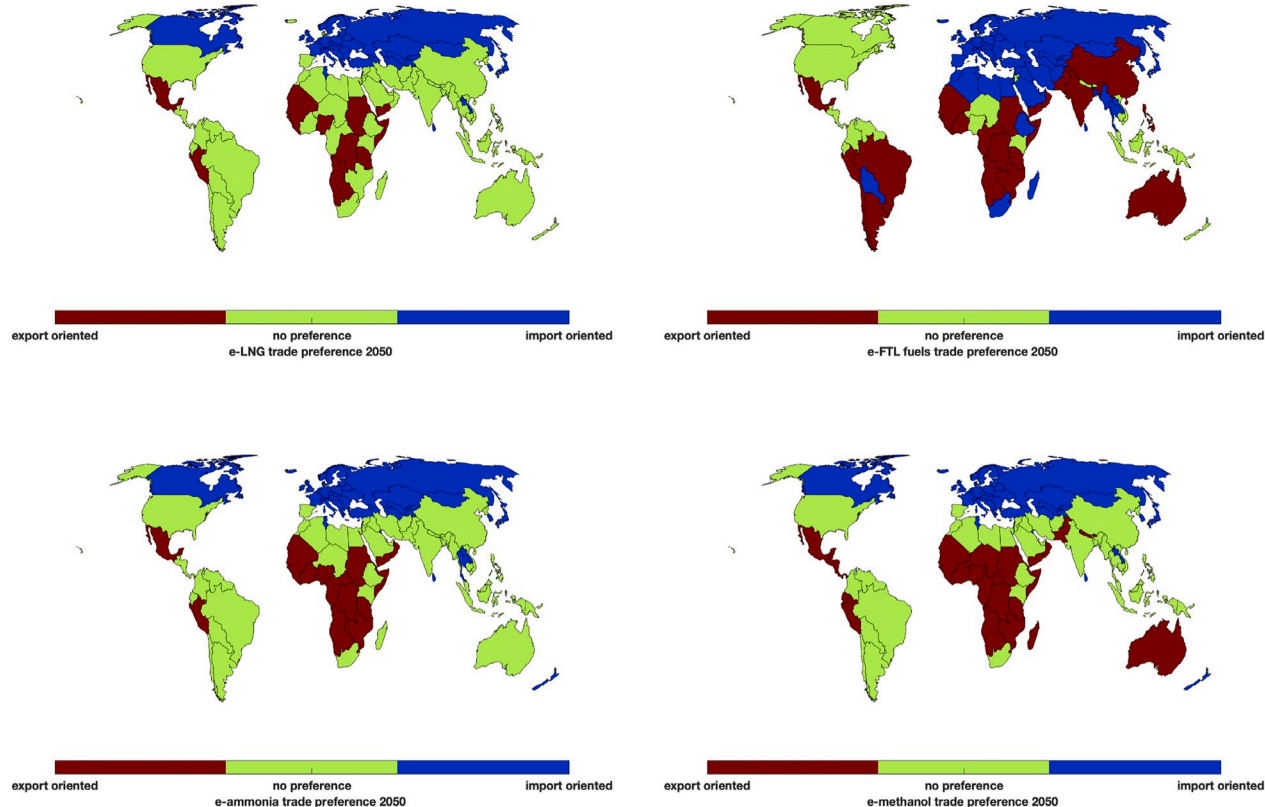 export oriented no preference import oriented
e-LNG trade preference 2050
export oriented no preference import oriented
e-FTL fuels trade preference 2050
export oriented no preference import oriented
e-ammonia trade preference 2050
export oriented no preference import oriented
e-methanol trade preference 2050